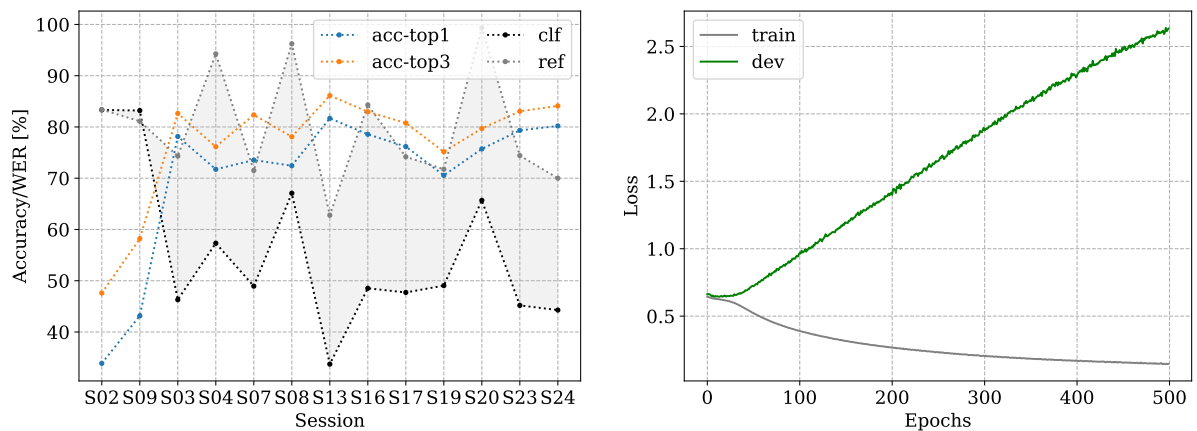 100
90
80
70
60
50
40
Accuracy/WER [%]
acc-top1
acc-top3
clf
ref
S02 S09 S03 S04 S07 S08 S13 S16 S17 S19 S20 S23 S24
Session
2.5
2.0
1.5
1.0
0.5
Loss
train
dev
0 100 200 300 400 500
Epochs